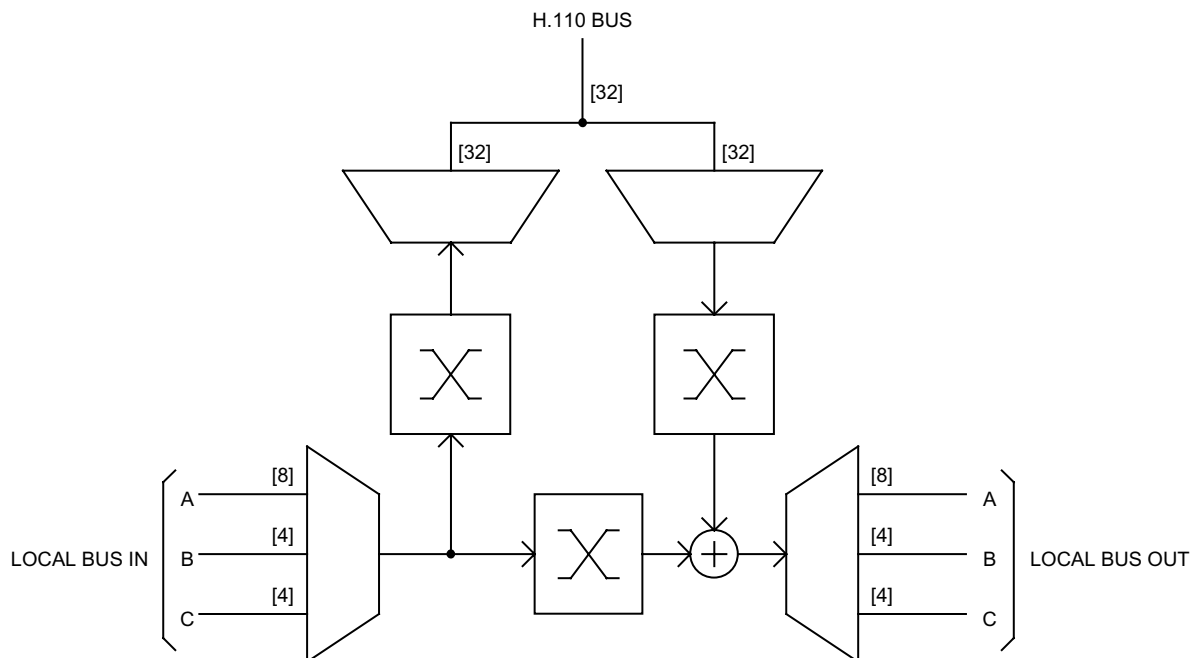 H.110 BUS
[32]
[32]
[32]
[8]
[8]
A
A
[4]
[4]
LOCAL BUS IN
B
B
LOCAL BUS OUT
[4]
[4]
C
C